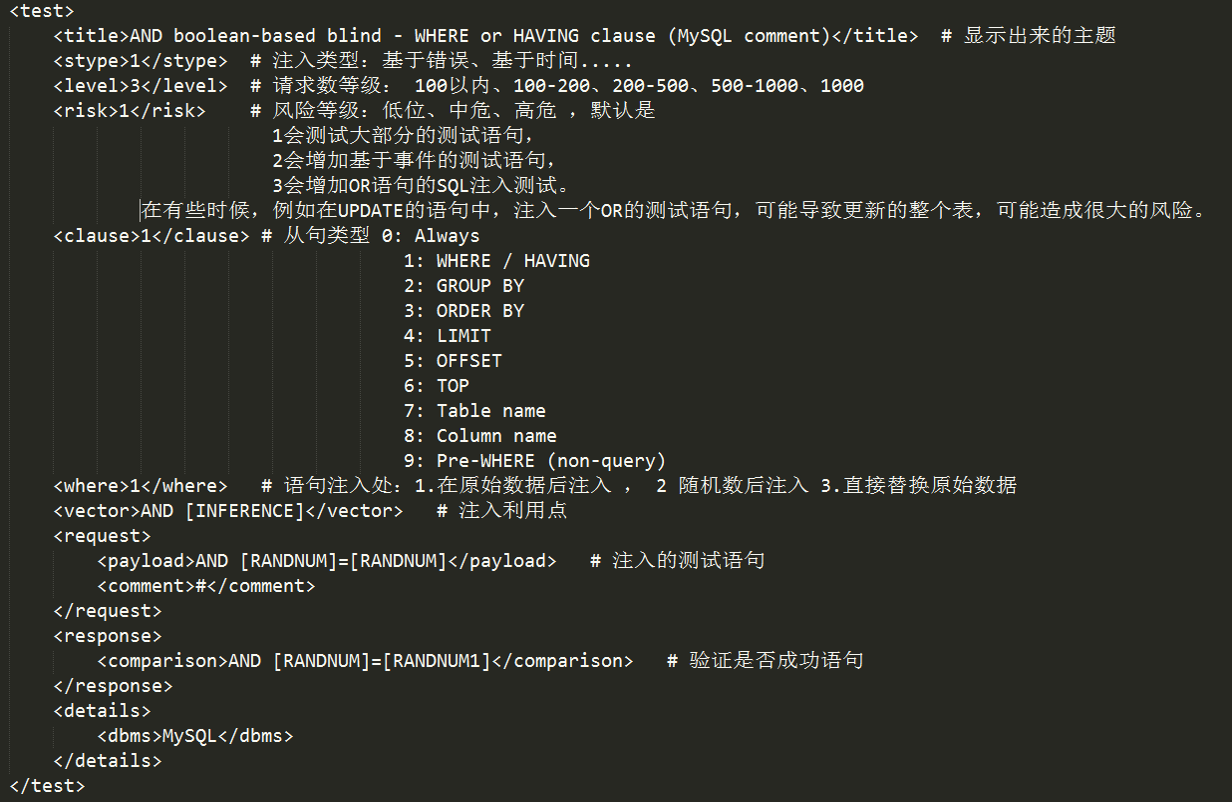 <test>
<title>AND boolean-based blind - WHERE or HAVING clause (MySQL comment)</title>  # 显示出来的主题
<stype>1</stype>  # 注入类型：基于错误、基于时间.....
<level>3</level>  # 请求数等级： 100以内、100-200、200-500、500-1000、1000
<risk>1</risk>    # 风险等级：低位、中危、高危 ，默认是
1会测试大部分的测试语句，
2会增加基于事件的测试语句，
3会增加OR语句的SQL注入测试。
在有些时候，例如在UPDATE的语句中，注入一个OR的测试语句，可能导致更新的整个表，可能造成很大的风险。
<clause>1</clause> # 从句类型 0: Always
1: WHERE / HAVING
2: GROUP BY
3: ORDER BY
4: LIMIT
5: OFFSET
6: TOP
7: Table name
8: Column name
9: Pre-WHERE (non-query)
<where>1</where>   # 语句注入处：1.在原始数据后注入 ， 2 随机数后注入 3.直接替换原始数据
<vector>AND [INFERENCE]</vector>   # 注入利用点
<request>
<payload>AND [RANDNUM]=[RANDNUM]</payload>   # 注入的测试语句
<comment>#</comment>
</request>
<response>
<comparison>AND [RANDNUM]=[RANDNUM1]</comparison>   # 验证是否成功语句
</response>
<details>
<dbms>MySQL</dbms>
</details>
</test>